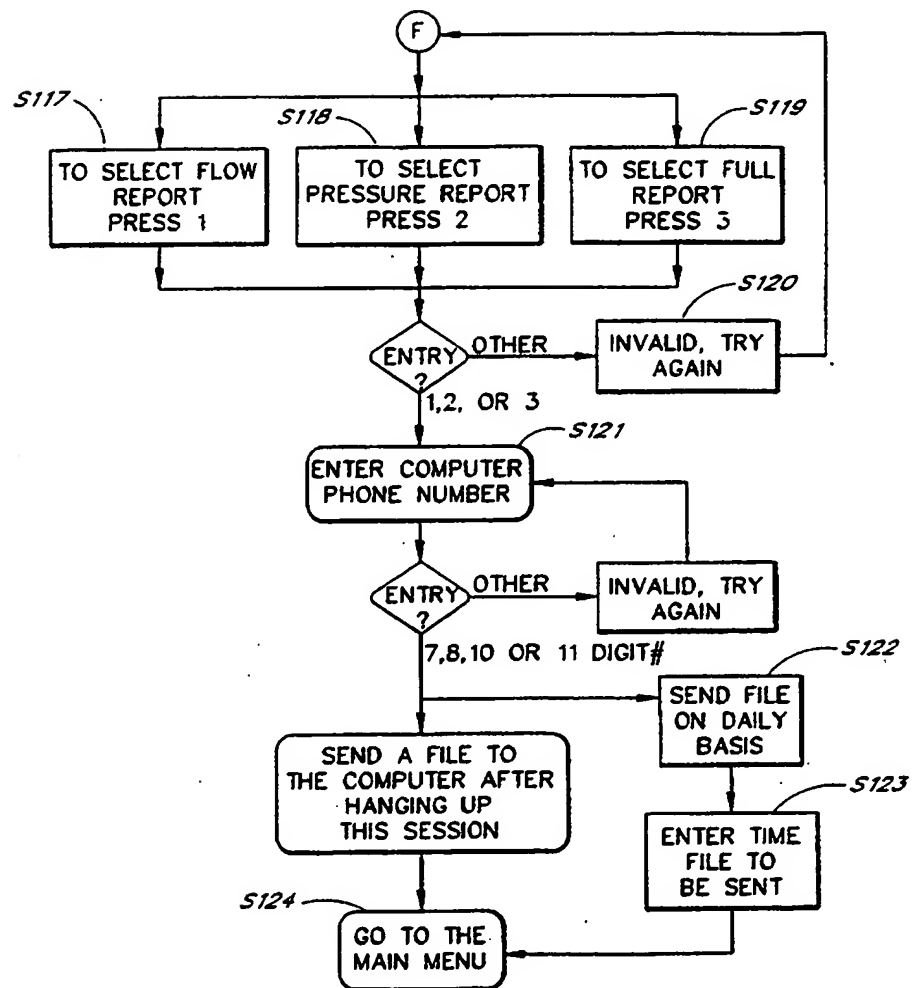 F
S117
S118
S119
TO SELECT FLOW
REPORT
PRESS 1
TO SELECT
PRESSURE REPORT
PRESS 2
TO SELECT FULL
REPORT
PRESS 3
S120
ENTRY
?
OTHER
INVALID, TRY
AGAIN
1,2, OR 3
S121
ENTER COMPUTER
PHONE NUMBER
ENTRY
?
OTHER
INVALID, TRY
AGAIN
7,8,10 OR 11 DIGIT#
S122
SEND FILE
ON DAILY
BASIS
SEND A FILE TO
THE COMPUTER AFTER
HANGING UP
THIS SESSION
S123
ENTER TIME
FILE TO
BE SENT
S124
GO TO THE
MAIN MENU